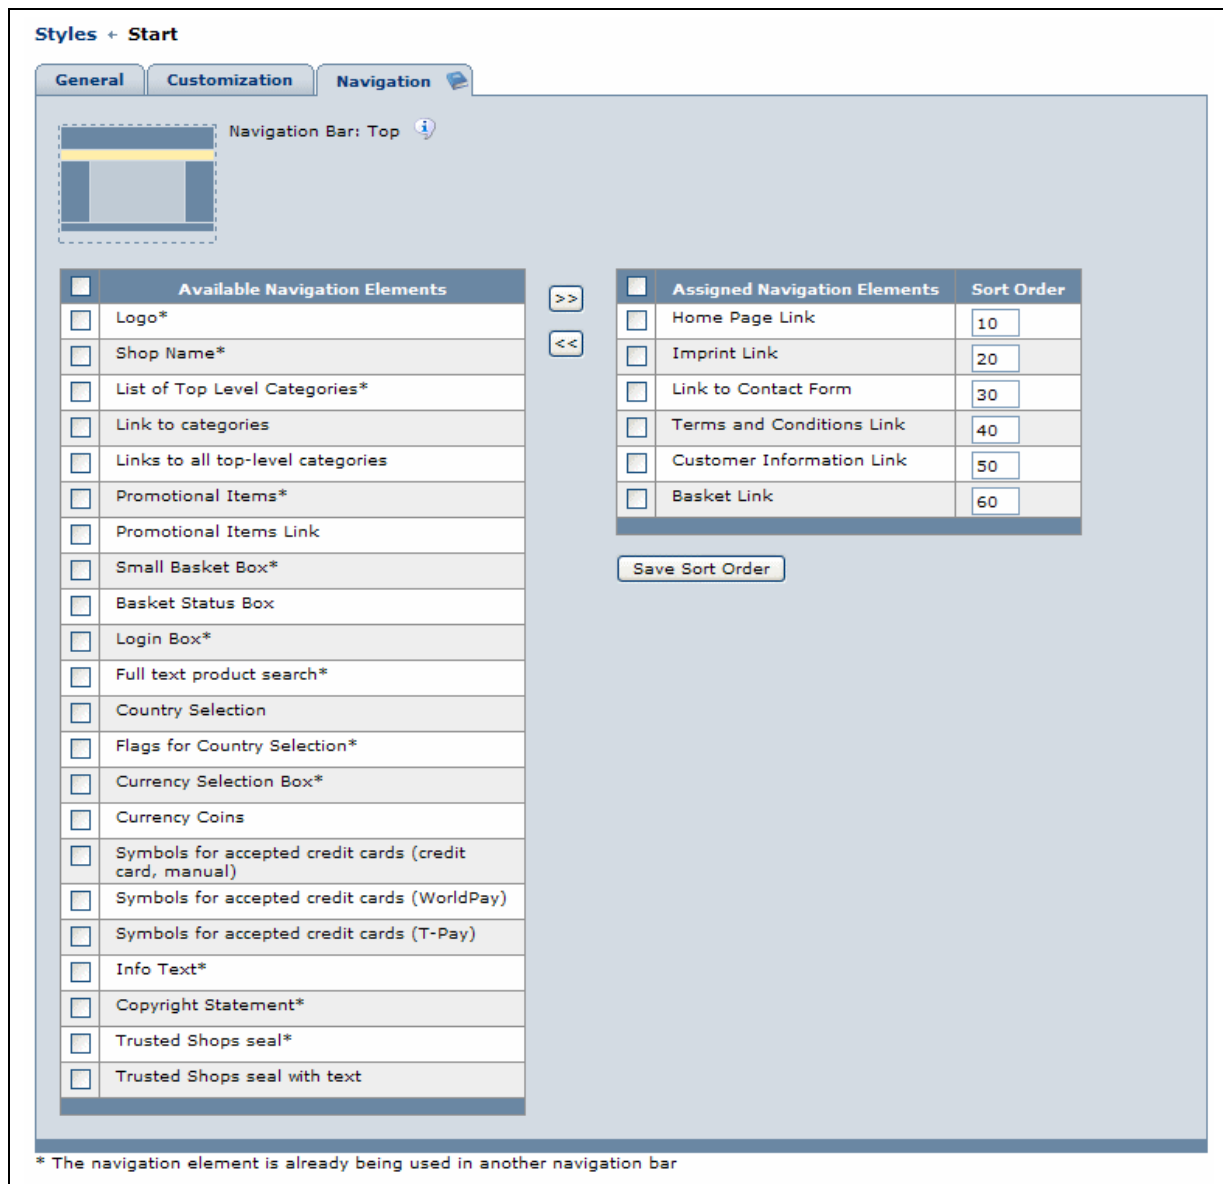 Styles ← Start
General Customization Navigation
Navigation Bar: Top
Available Navigation Elements
Logo*
Shop Name*
List of Top Level Categories*
Link to categories
Links to all top-level categories
Promotional Items*
Promotional Items Link
Small Basket Box*
Basket Status Box
Login Box*
Full text product search*
Country Selection
Flags for Country Selection*
Currency Selection Box*
Currency Coins
Symbols for accepted credit cards (credit
card, manual)
Symbols for accepted credit cards (WorldPay)
Symbols for accepted credit cards (T-Pay)
Info Text*
Copyright Statement*
Trusted Shops seal*
Trusted Shops seal with text
>>
<<
Assigned Navigation Elements Sort Order
Home Page Link 10
Imprint Link 20
Link to Contact Form 30
Terms and Conditions Link 40
Customer Information Link 50
Basket Link 60
Save Sort Order
* The navigation element is already being used in another navigation bar